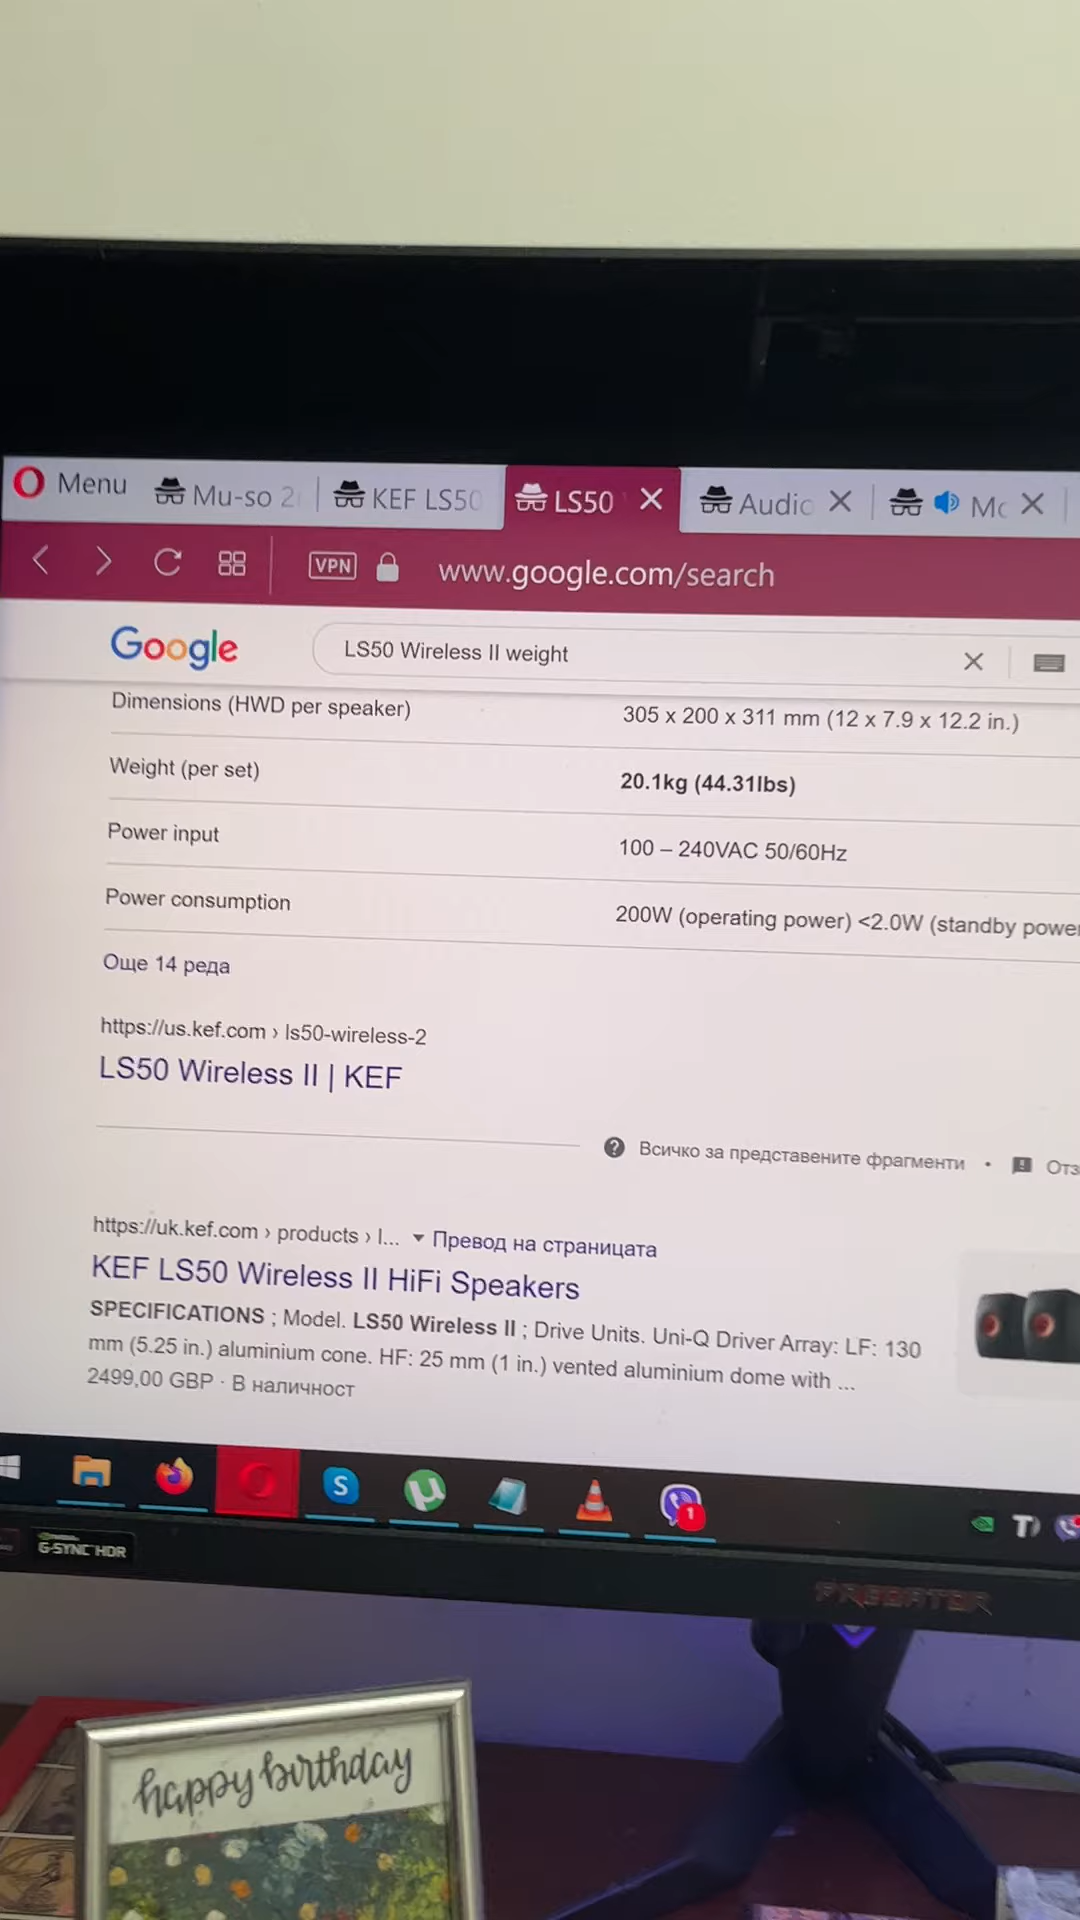 Menu
Mu-so 2
KEF LS50
LS50
Audio
Mo
VPN
www.google.com/search
Google
LS50 Wireless II weight
Dimensions (HWD per speaker)
305 x 200 x 311 mm (12 x 7.9 x 12.2 in.)
Weight (per set)
20.1kg (44.31lbs)
Power input
100 – 240VAC 50/60Hz
Power consumption
200W (operating power) <2.0W (standby power
Още 14 реда
https://us.kef.com › ls50-wireless-2
LS50 Wireless II | KEF
Всичко за представените фрагменти • Отз
https://uk.kef.com › products › l... Превод на страницата
KEF LS50 Wireless II HiFi Speakers
SPECIFICATIONS ; Model. LS50 Wireless II ; Drive Units. Uni-Q Driver Array: LF: 130
mm (5.25 in.) aluminium cone. HF: 25 mm (1 in.) vented aluminium dome with ...
2499,00 GBP · В наличност
1
G-SYNC HDR
PREDATOR
happy birthday